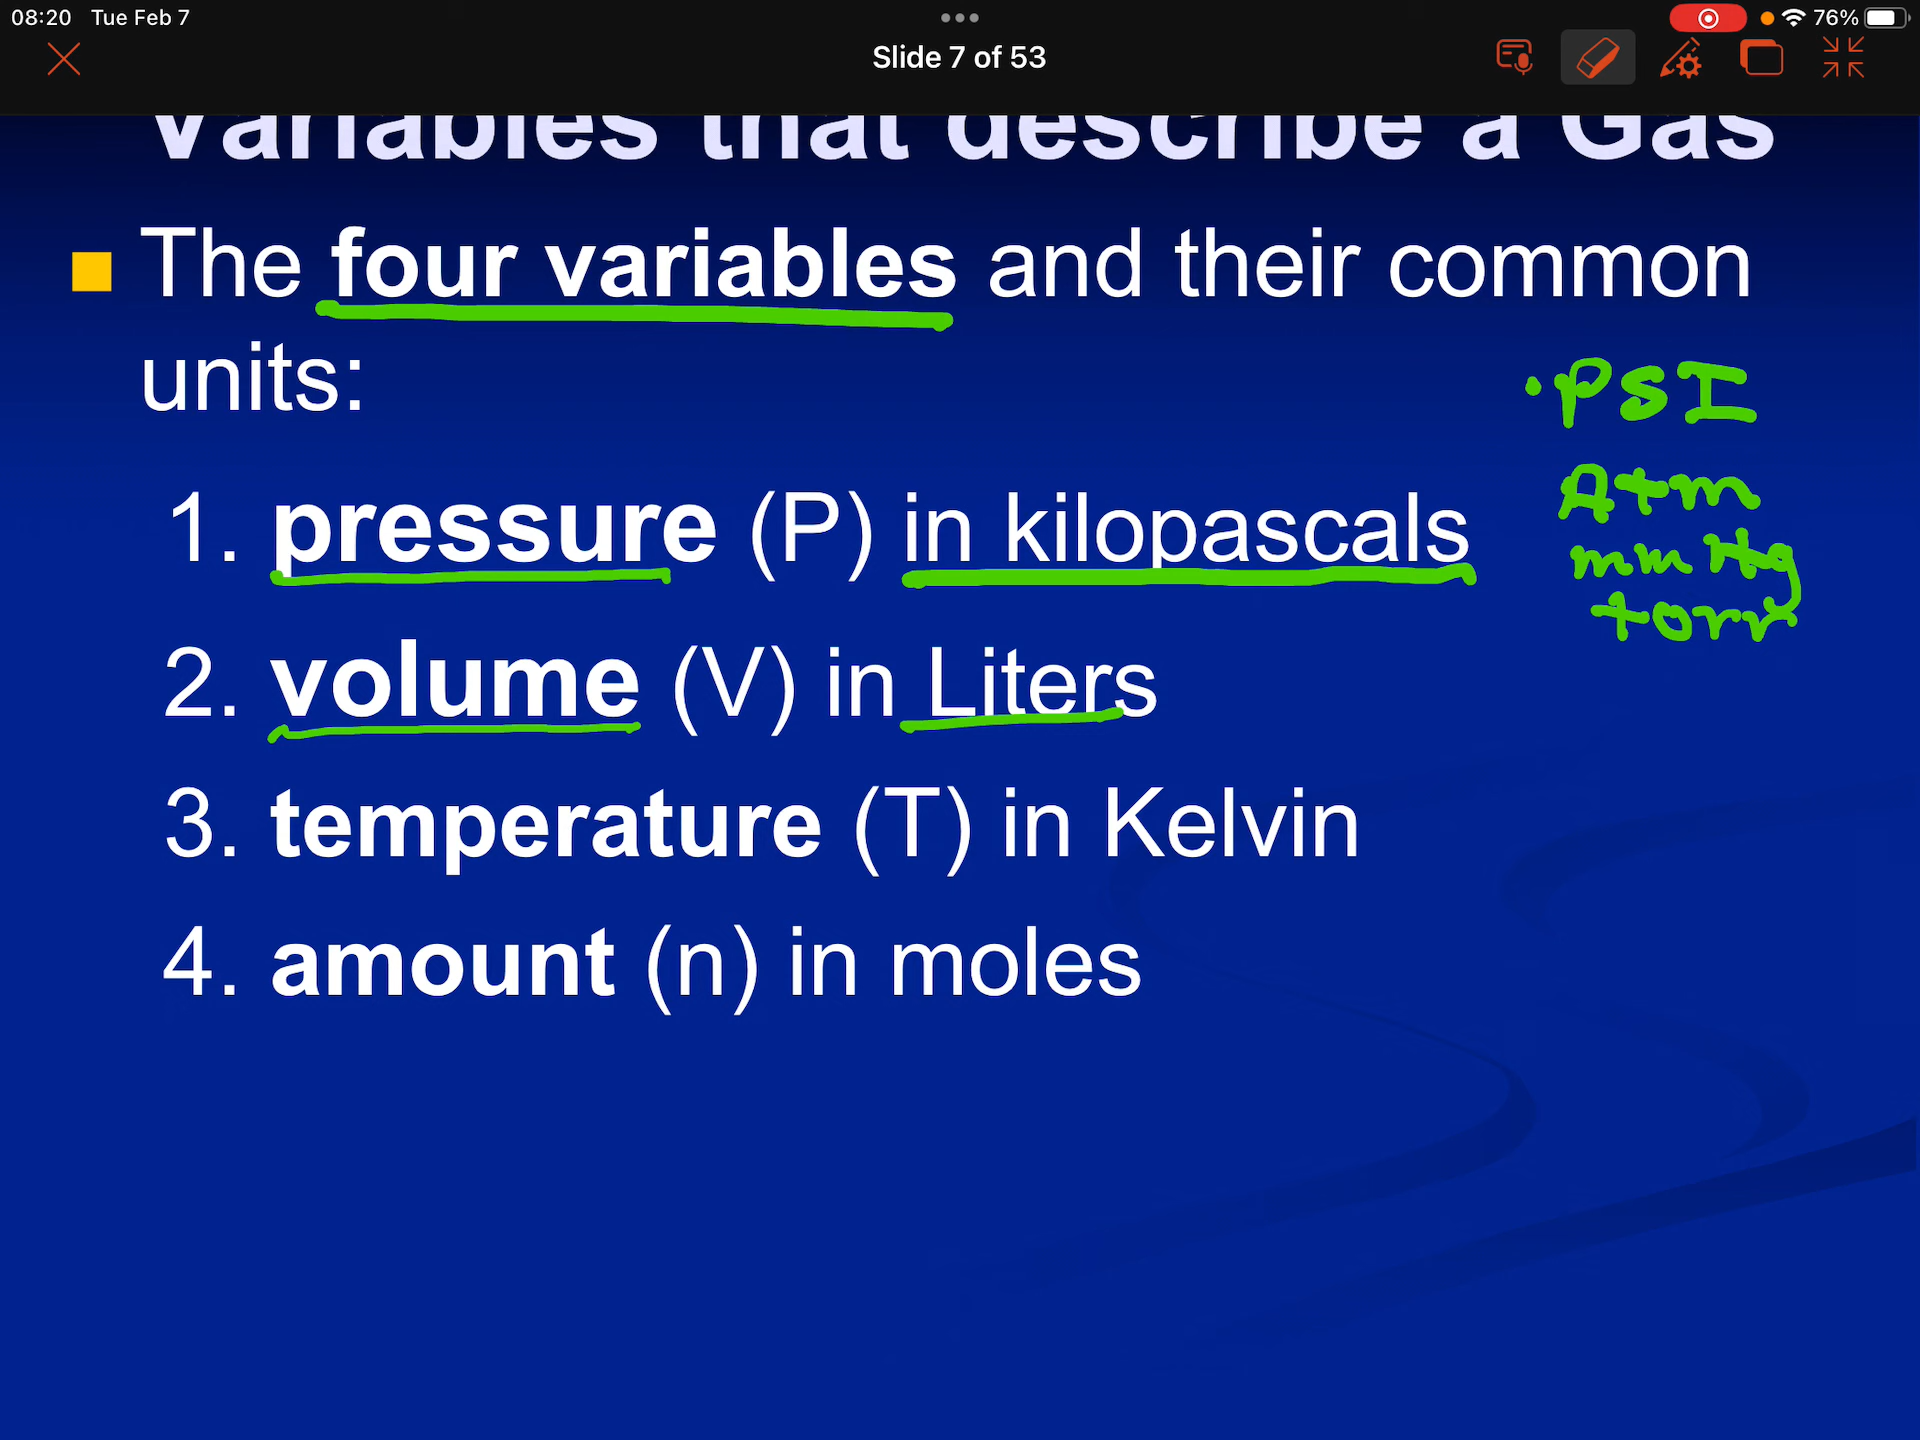 08:20 Tue Feb 7
76%
Slide 7 of 53
Variables that describe a Gas
The four variables and their common
units:
PSI
Atm
mm Hg
torr
1. pressure (P) in kilopascals
2. volume (V) in Liters
3. temperature (T) in Kelvin
4. amount (n) in moles